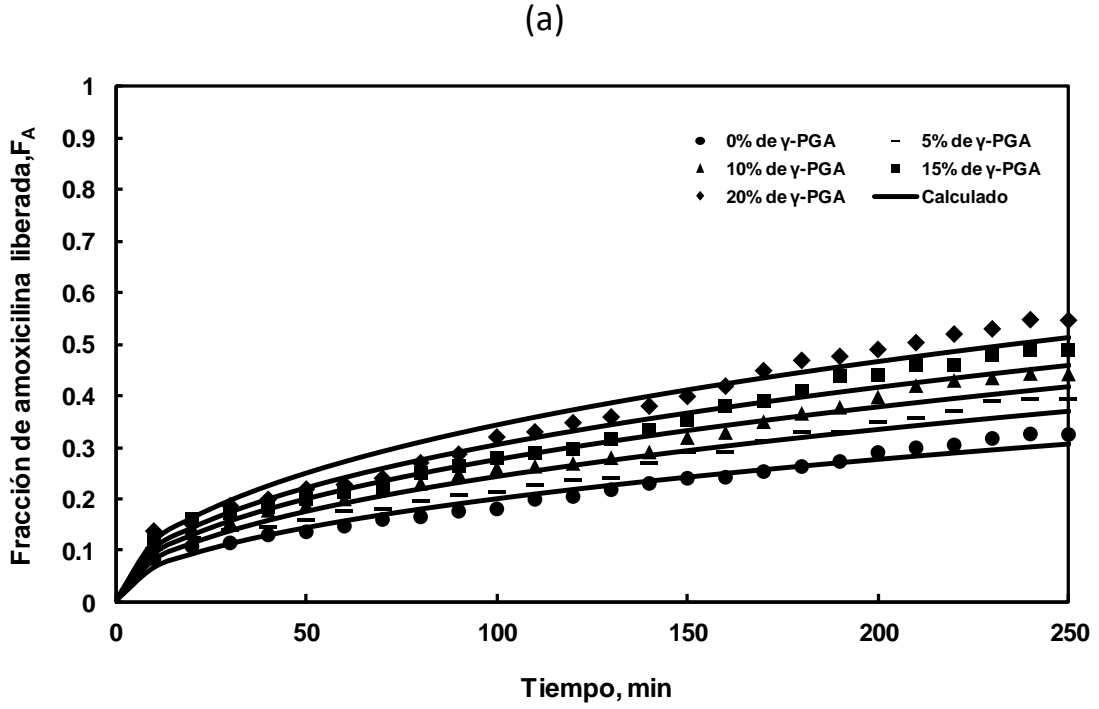 (a)
Fracción de amoxicilina liberada,F_A
1
0.9
0.8
0.7
0.6
0.5
0.4
0.3
0.2
0.1
0
0% de γ-PGA
5% de γ-PGA
10% de γ-PGA
15% de γ-PGA
20% de γ-PGA
Calculado
0 50 100 150 200 250
Tiempo, min